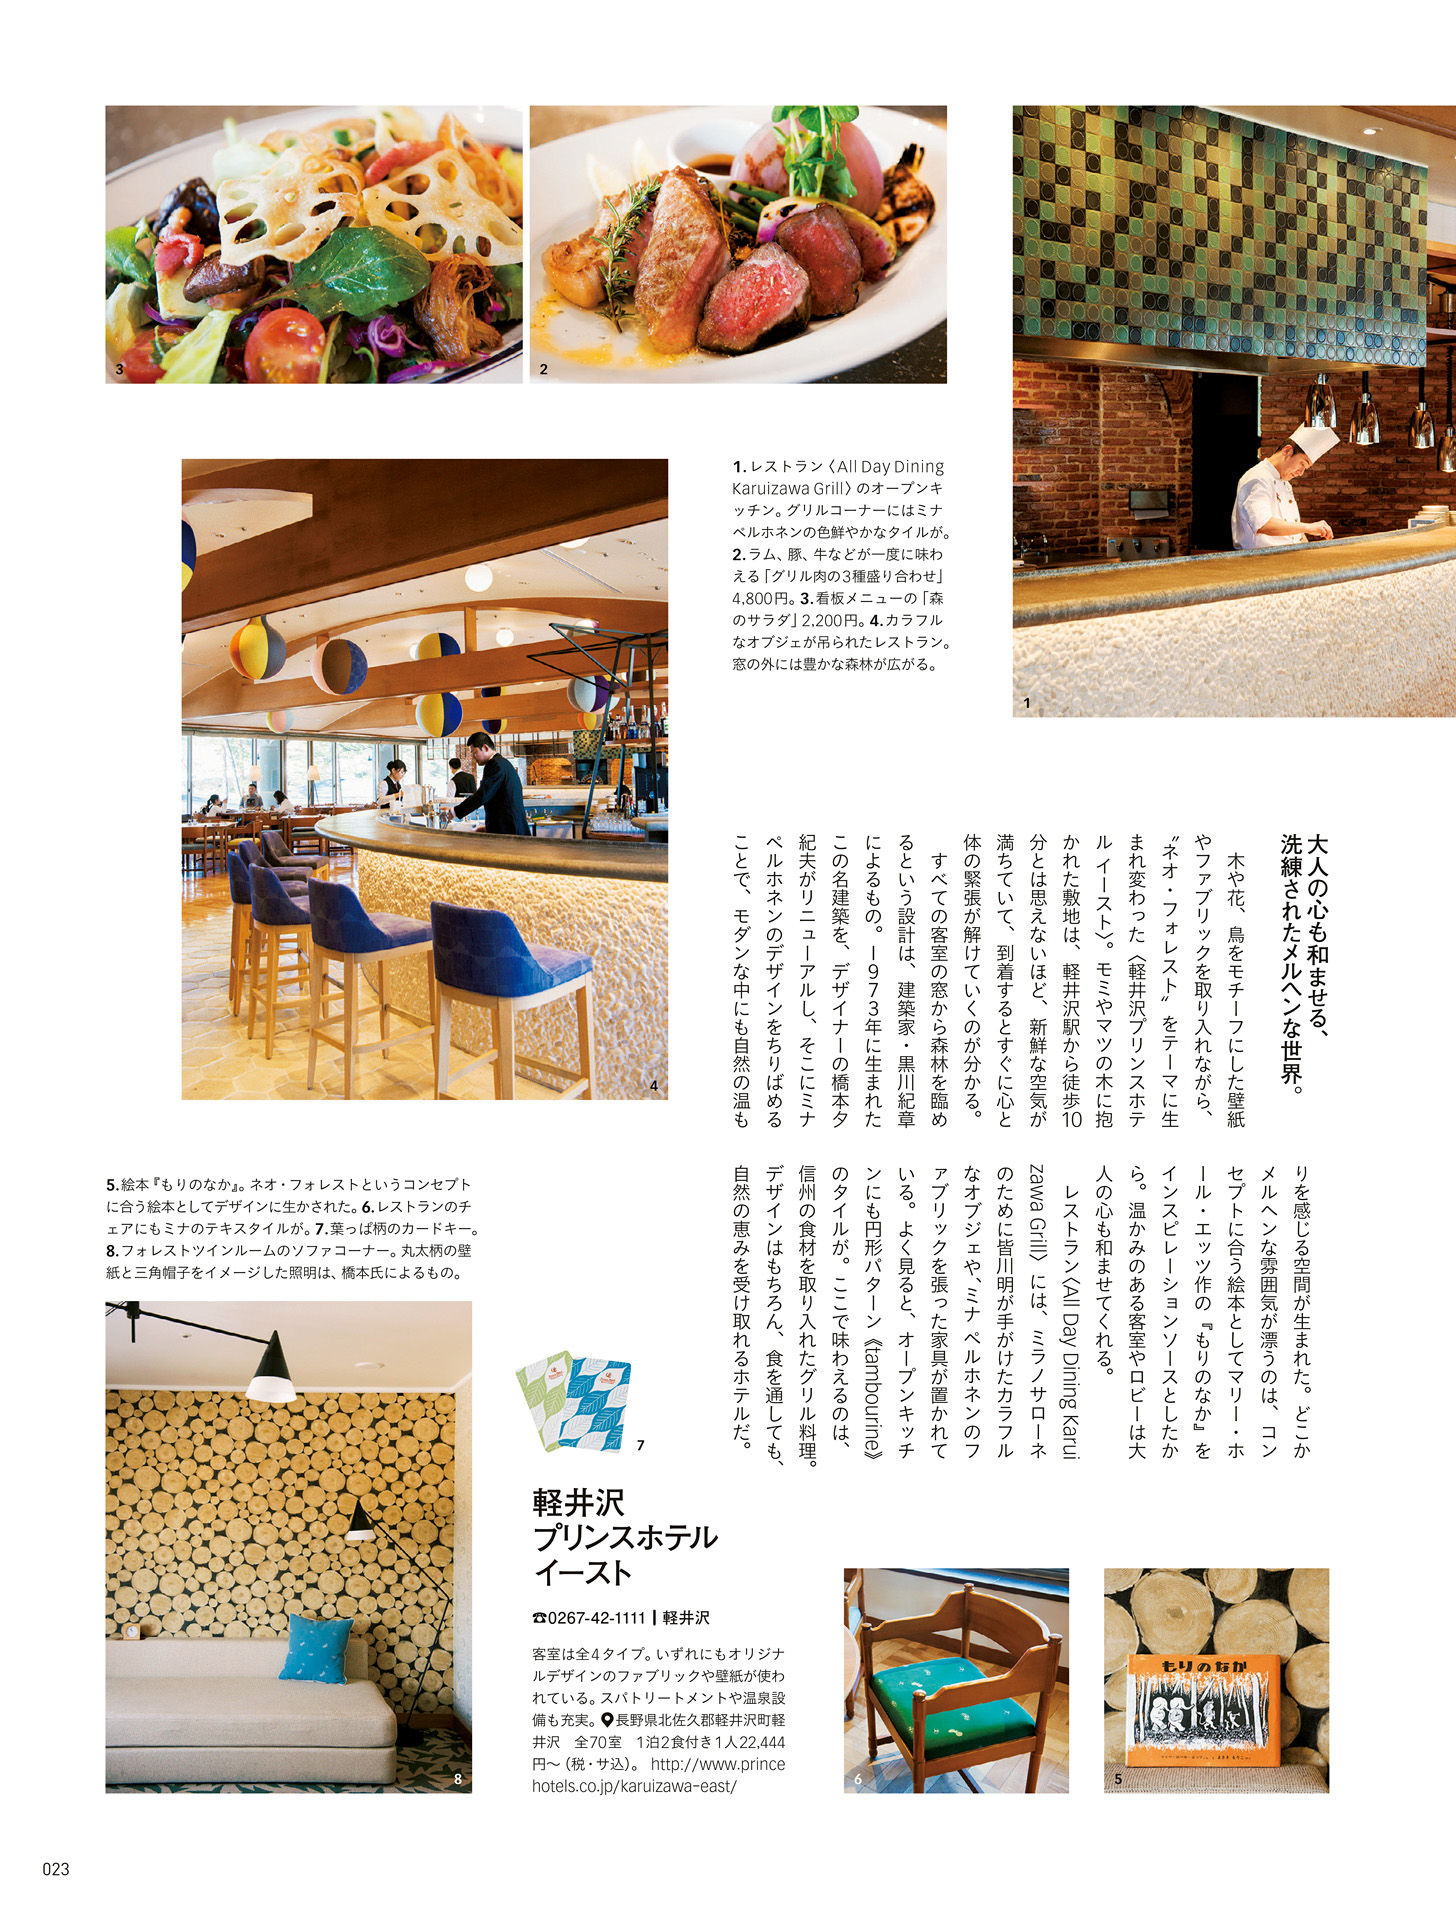 3
2
1
1.レストラン〈All Day Dining
Karuizawa Grill〉のオープンキ
ッチン。グリルコーナーにはミナ
ペルホネンの色鮮やかなタイルが。
2.ラム、豚、牛などが一度に味わ
える「グリル肉の3種盛り合わせ」
4,800円。3.看板メニューの「森
のサラダ」2,200円。4.カラフル
なオブジェが吊られたレストラン。
窓の外には豊かな森林が広がる。
4
大人の心も和ませる、
洗練されたメルヘンな世界。
木や花、鳥をモチーフにした壁紙
やファブリックを取り入れながら、
〝ネオ・フォレスト〟をテーマに生
まれ変わった〈軽井沢プリンスホテ
ル イースト〉。モミやマツの木に抱
かれた敷地は、軽井沢駅から徒歩10
分とは思えないほど、新鮮な空気が
満ちていて、到着するとすぐに心と
体の緊張が解けていくのが分かる。
すべての客室の窓から森林を臨め
るという設計は、建築家・黒川紀章
によるもの。1973年に生まれた
この名建築を、デザイナーの橋本夕
紀夫がリニューアルし、そこにミナ
ペルホネンのデザインをちりばめる
ことで、モダンな中にも自然の温も
りを感じる空間が生まれた。どこか
メルヘンな雰囲気が漂うのは、コン
セプトに合う絵本としてマリー・ホ
ール・エッツ作の『もりのなか』を
インスピレーションソースとしたか
ら。温かみのある客室やロビーは大
人の心も和ませてくれる。
レストラン〈All Day Dining Karui
zawa Grill〉には、ミラノサローネ
のために皆川明が手がけたカラフル
なオブジェや、ミナ ペルホネンのフ
ァブリックを張った家具が置かれて
いる。よく見ると、オープンキッチ
ンにも円形パターン《tambourine》
のタイルが。ここで味わえるのは、
信州の食材を取り入れたグリル料理。
デザインはもちろん、食を通しても、
自然の恵みを受け取れるホテルだ。
5.絵本『もりのなか』。ネオ・フォレストというコンセプト
に合う絵本としてデザインに生かされた。6.レストランのチ
ェアにもミナのテキスタイルが。7.葉っぱ柄のカードキー。
8.フォレストツインルームのソファコーナー。丸太柄の壁
紙と三角帽子をイメージした照明は、橋本氏によるもの。
7
8
軽井沢
プリンスホテル
イースト
☎0267-42-1111 | 軽井沢
客室は全4タイプ。いずれにもオリジナ
ルデザインのファブリックや壁紙が使わ
れている。スパトリートメントや温泉設
備も充実。長野県北佐久郡軽井沢町軽
井沢 全70室 1泊2食付き1人22,444
円〜（税・サ込）。 http://www.prince
hotels.co.jp/karuizawa-east/
6
もりのなか
5
023